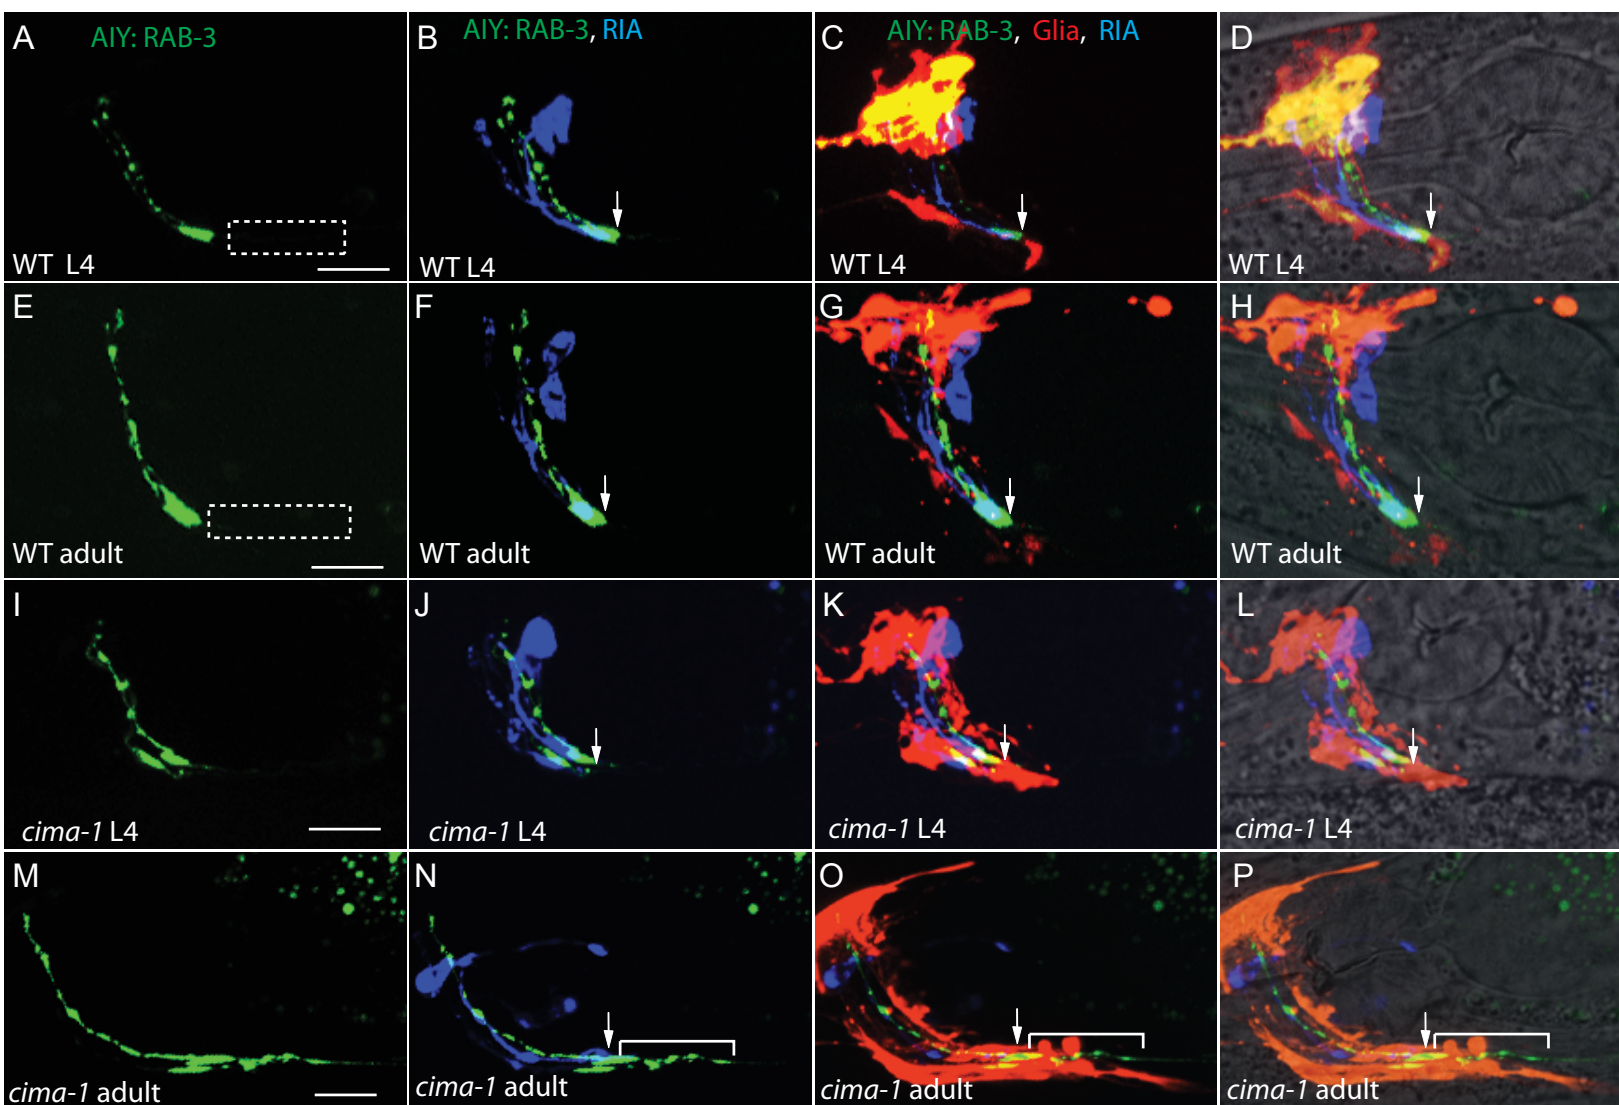 A AIY: RAB-3
WT L4
B AIY: RAB-3, RIA
WT L4
C AIY: RAB-3, Glia, RIA
WT L4
D
WT L4
E
WT adult
F
WT adult
G
WT adult
H
WT adult
I
cima-1 L4
J
cima-1 L4
K
cima-1 L4
L
cima-1 L4
M
cima-1 adult
N
cima-1 adult
O
cima-1 adult
P
cima-1 adult